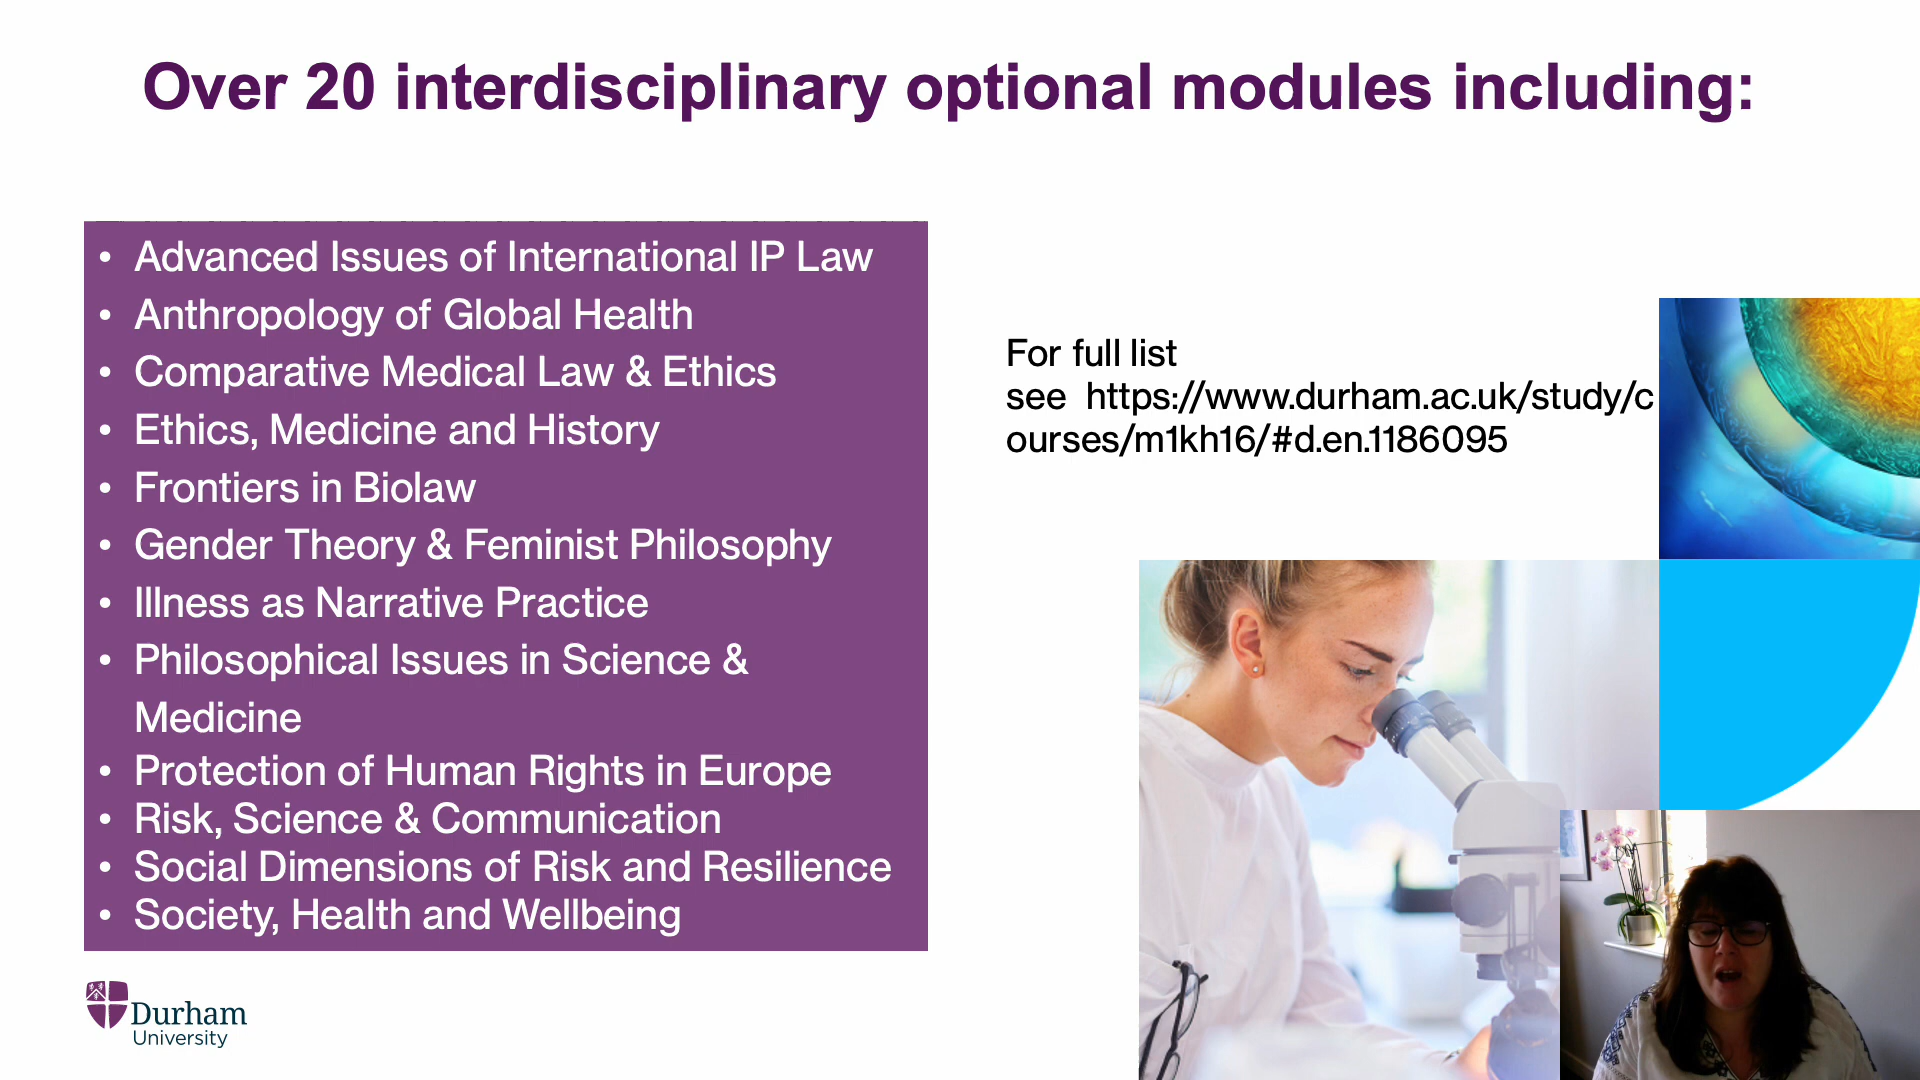 Over 20 interdisciplinary optional modules including:
• Advanced Issues of International IP Law
• Anthropology of Global Health
• Comparative Medical Law & Ethics
• Ethics, Medicine and History
• Frontiers in Biolaw
• Gender Theory & Feminist Philosophy
• Illness as Narrative Practice
• Philosophical Issues in Science &
Medicine
• Protection of Human Rights in Europe
• Risk, Science & Communication
• Social Dimensions of Risk and Resilience
• Society, Health and Wellbeing
For full list
see https://www.durham.ac.uk/study/c
ourses/m1kh16/#d.en.1186095
Durham
University